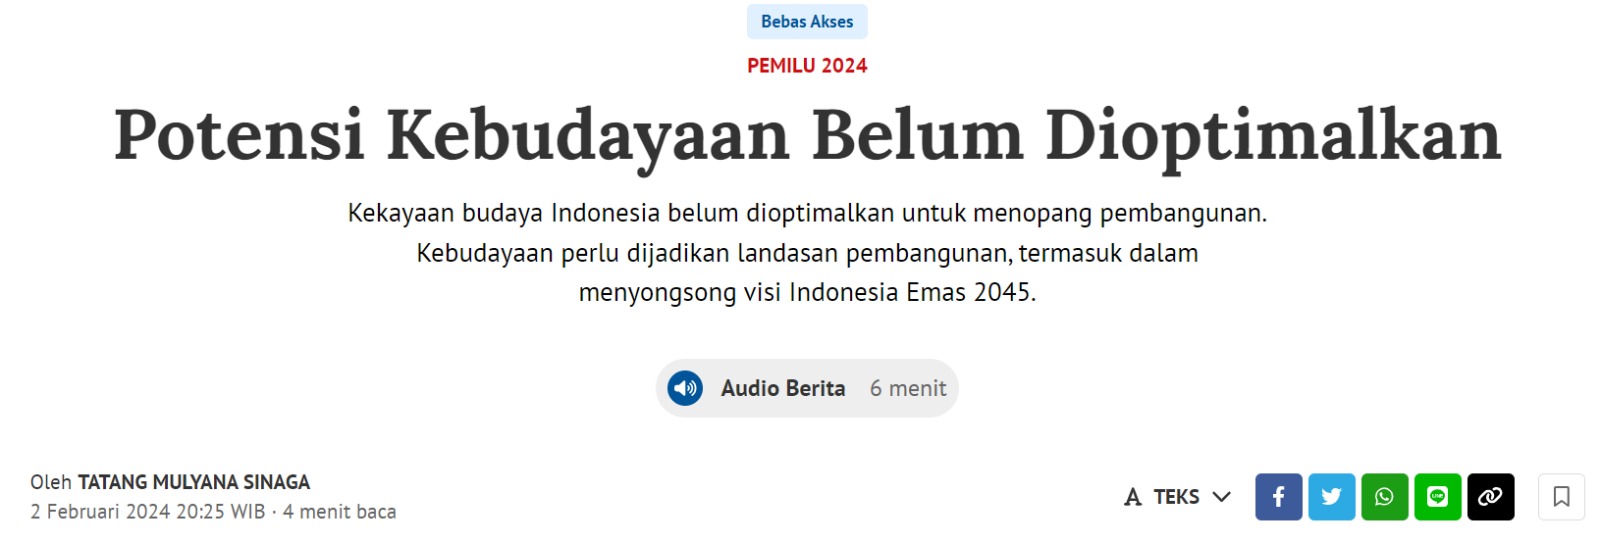 Bebas Akses
PEMILU 2024
Potensi Kebudayaan Belum Dioptimalkan
Kekayaan budaya Indonesia belum dioptimalkan untuk menopang pembangunan.
Kebudayaan perlu dijadikan landasan pembangunan, termasuk dalam
menyongsong visi Indonesia Emas 2045.
Audio Berita 6 menit
Oleh TATANG MULYANA SINAGA
2 Februari 2024 20:25 WIB · 4 menit baca
A TEKS
LINE